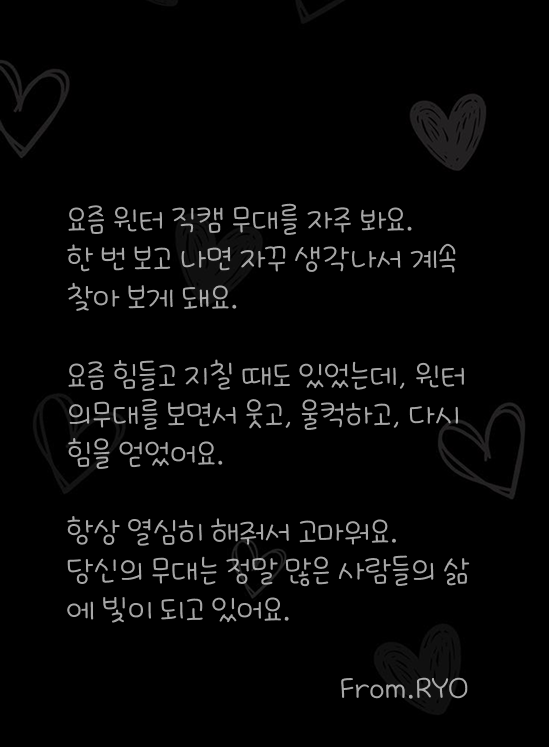 요즘 윈터 직캠 무대를 자주 봐요.
한 번 보고 나면 자꾸 생각나서 계속
찾아 보게 돼요.
요즘 힘들고 지칠 때도 있었는데, 윈터
의무대를 보면서 웃고, 울컥하고, 다시
힘을 얻었어요.
항상 열심히 해줘서 고마워요.
당신의 무대는 정말 많은 사람들의 삶
에 빛이 되고 있어요.
From.RYO